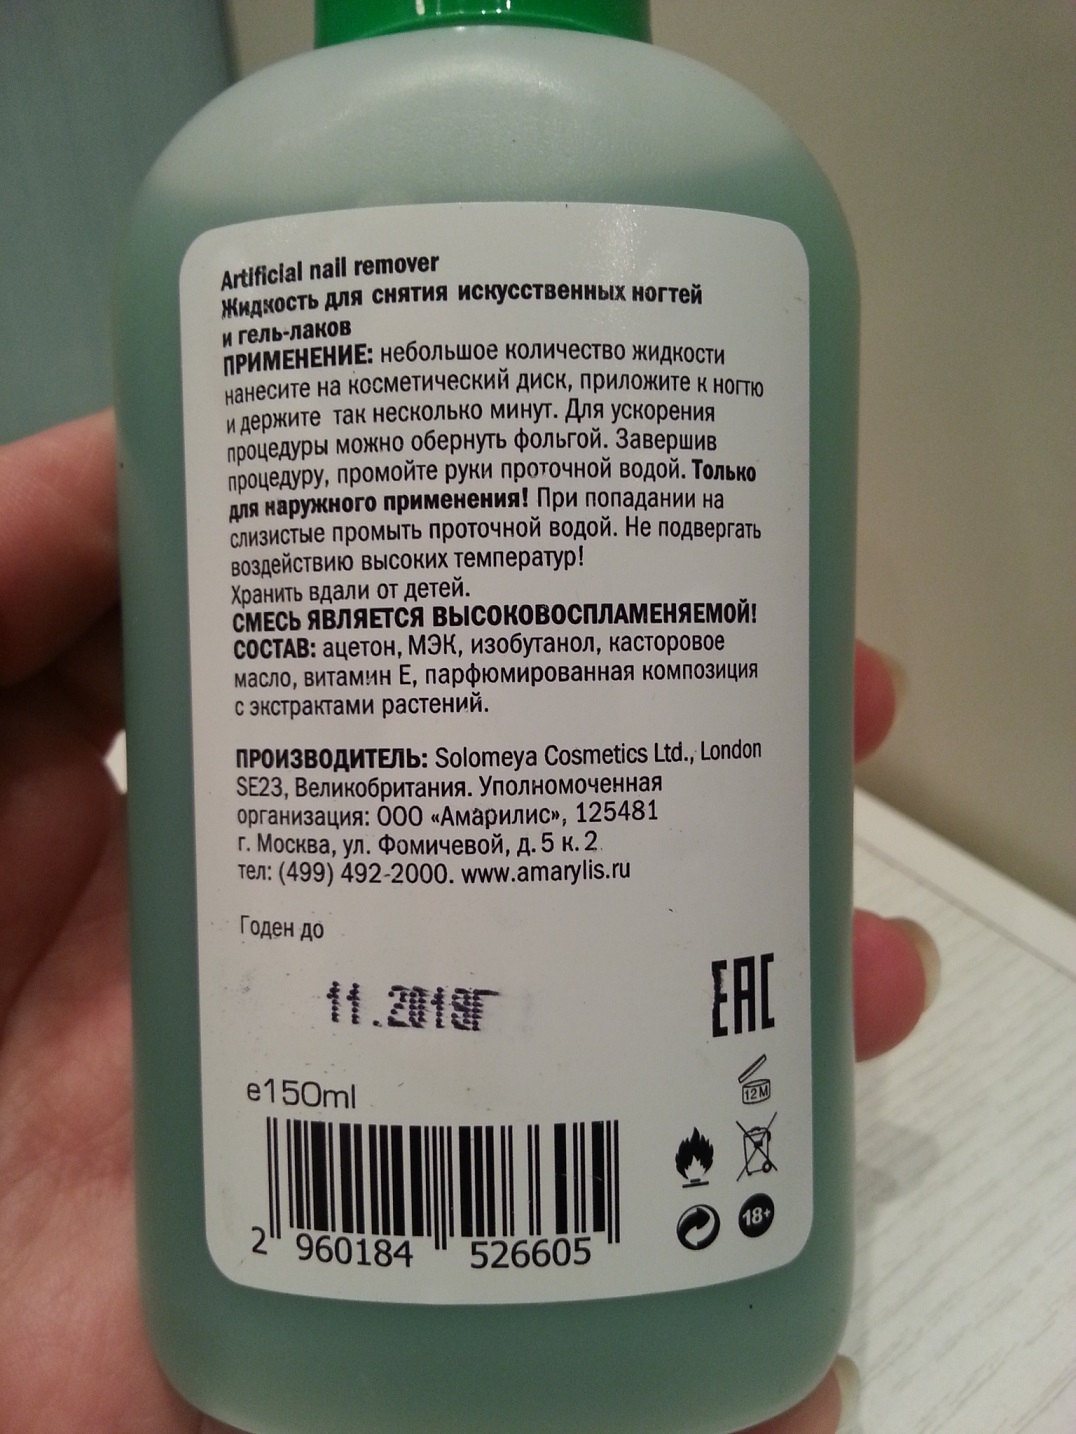 Artificial nail remover
Жидкость для снятия искусственных ногтей
и гель-лаков
ПРИМЕНЕНИЕ: небольшое количество жидкости
нанесите на косметический диск, приложите к ногтю
и держите так несколько минут. Для ускорения
процедуры можно обернуть фольгой. Завершив
процедуру, промойте руки проточной водой. Только
для наружного применения! При попадании на
слизистые промыть проточной водой. Не подвергать
воздействию высоких температур!
Хранить вдали от детей.
СМЕСЬ ЯВЛЯЕТСЯ ВЫСОКОВОСПЛАМЕНЯЕМОЙ!
СОСТАВ: ацетон, МЭК, изобутанол, касторовое
масло, витамин Е, парфюмированная композиция
с экстрактами растений.
ПРОИЗВОДИТЕЛЬ: Solomeya Cosmetics Ltd., London
SE23, Великобритания. Уполномоченная
организация: ООО «Амарилис», 125481
г. Москва, ул. Фомичевой, д. 5 к. 2
тел: (499) 492-2000. www.amarylis.ru
Годен до
11.2018г
EAC
e150ml
12M
18+
2 960184 526605